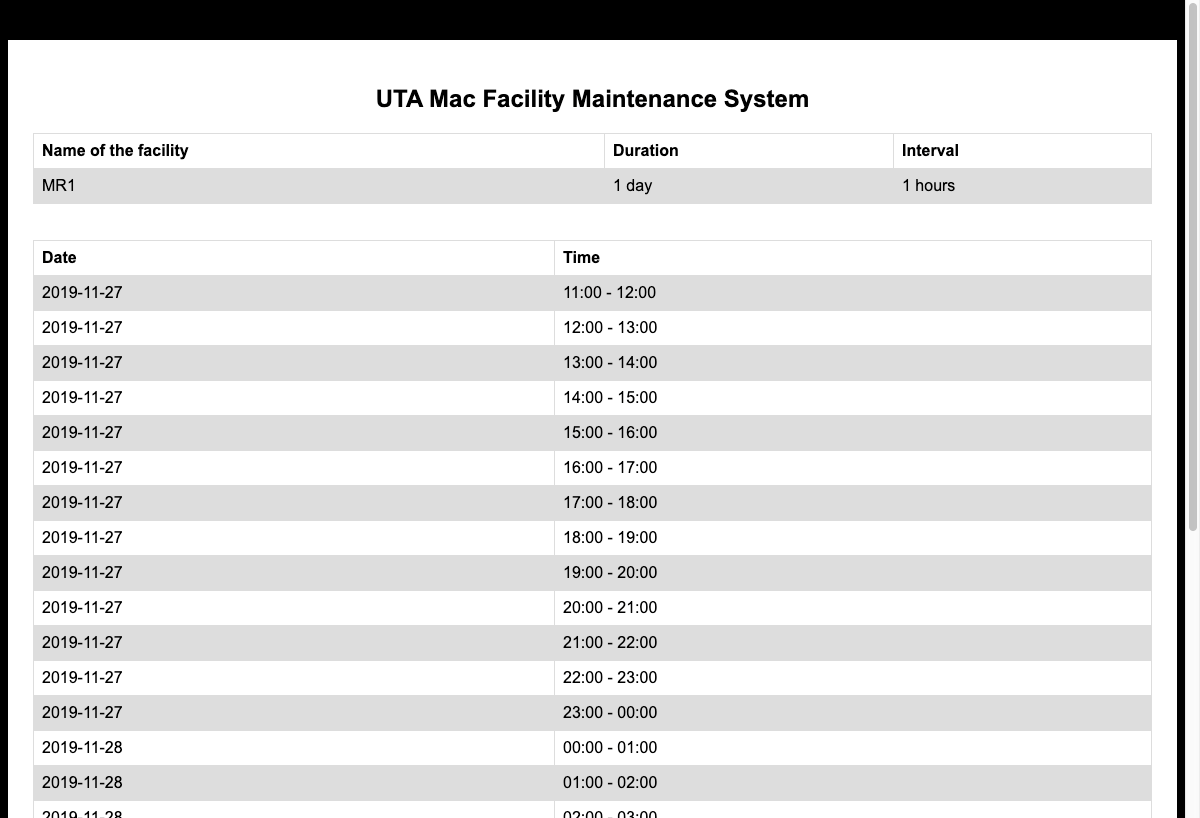 UTA Mac Facility Maintenance System
Name of the facility Duration Interval
MR1 1 day 1 hours
Date Time
2019-11-27 11:00 - 12:00
2019-11-27 12:00 - 13:00
2019-11-27 13:00 - 14:00
2019-11-27 14:00 - 15:00
2019-11-27 15:00 - 16:00
2019-11-27 16:00 - 17:00
2019-11-27 17:00 - 18:00
2019-11-27 18:00 - 19:00
2019-11-27 19:00 - 20:00
2019-11-27 20:00 - 21:00
2019-11-27 21:00 - 22:00
2019-11-27 22:00 - 23:00
2019-11-27 23:00 - 00:00
2019-11-28 00:00 - 01:00
2019-11-28 01:00 - 02:00
2019-11-28 02:00 - 03:00